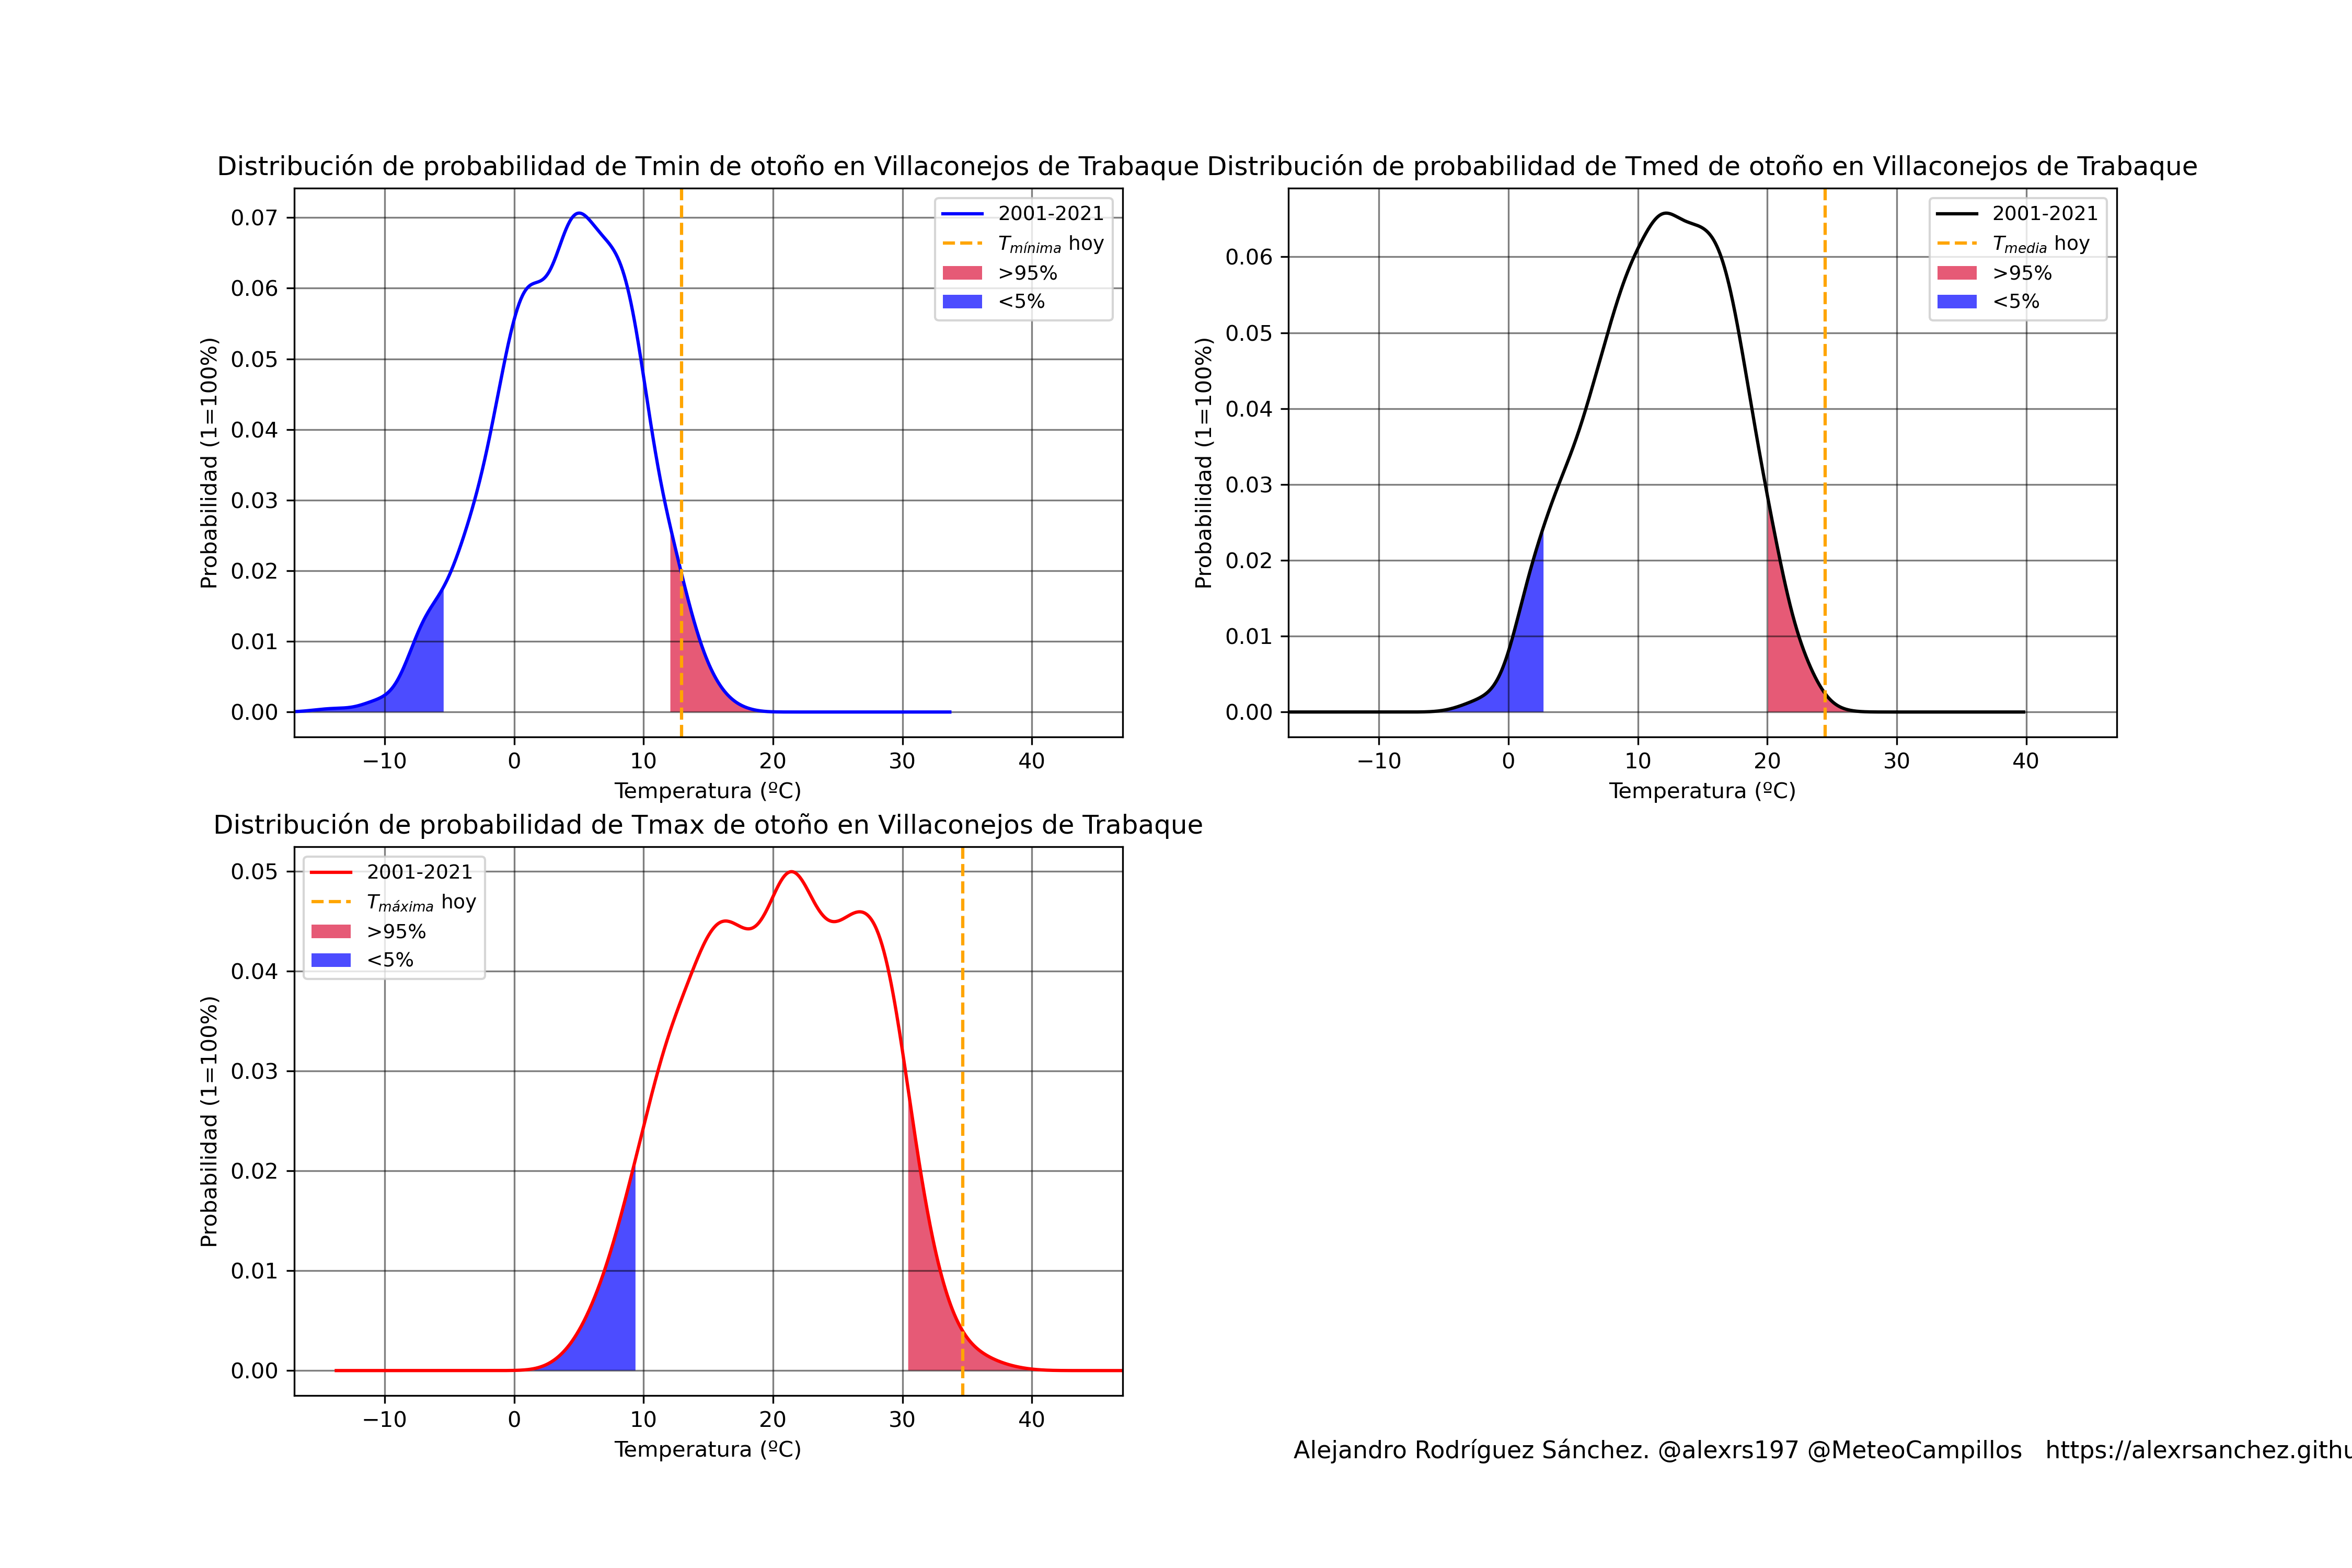 Distribución de probabilidad de Tmin de otoño en Villaconejos de Trabaque
0.07
0.06
0.05
0.04
0.03
0.02
0.01
0.00
Probabilidad (1=100%)
2001-2021
Tmínima hoy
>95%
<5%
−10 0 10 20 30 40
Temperatura (ºC)
Distribución de probabilidad de Tmed de otoño en Villaconejos de Trabaque
0.06
0.05
0.04
0.03
0.02
0.01
0.00
Probabilidad (1=100%)
2001-2021
Tmedia hoy
>95%
<5%
−10 0 10 20 30 40
Temperatura (ºC)
Distribución de probabilidad de Tmax de otoño en Villaconejos de Trabaque
0.05
0.04
0.03
0.02
0.01
0.00
Probabilidad (1=100%)
2001-2021
Tmáxima hoy
>95%
<5%
−10 0 10 20 30 40
Temperatura (ºC)
Alejandro Rodríguez Sánchez. @alexrs197 @MeteoCampillos https://alexrsanchez.githu